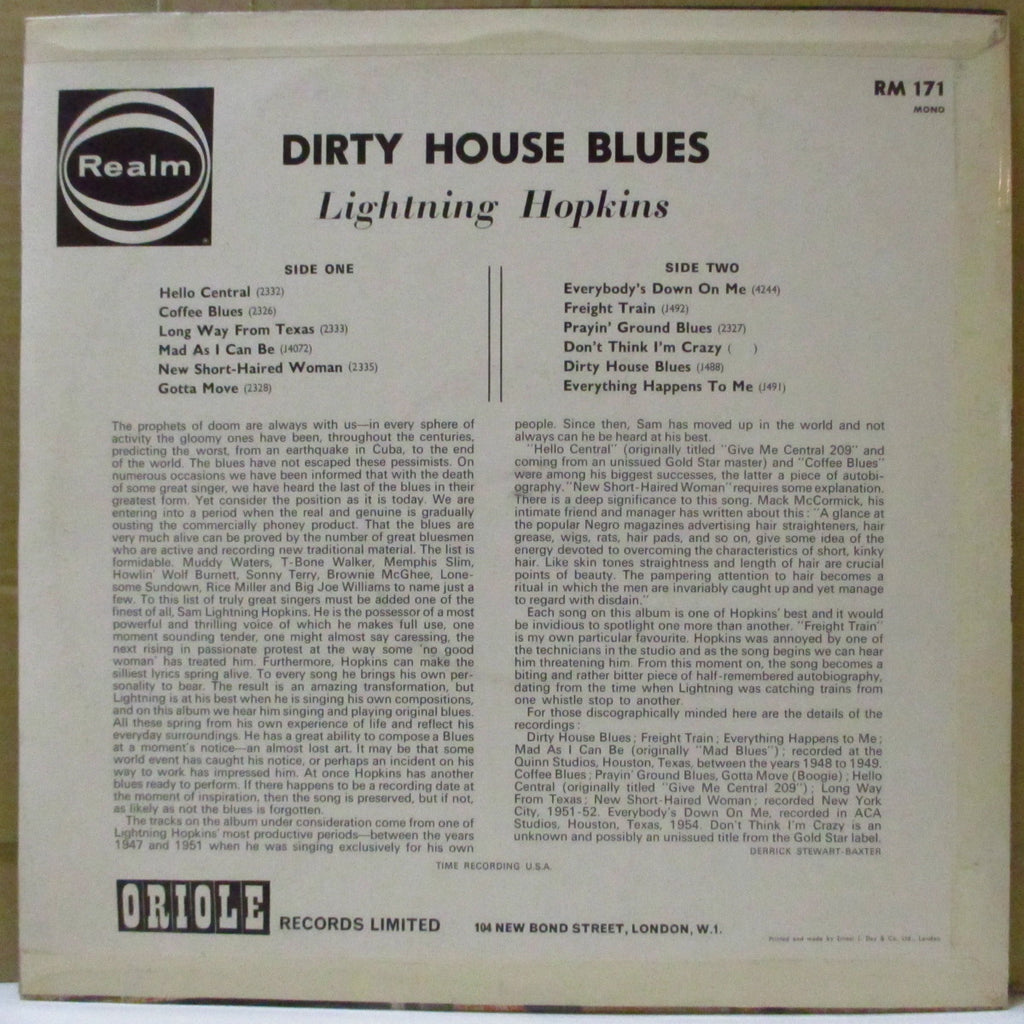 Realm
RM 171
MONO
DIRTY HOUSE BLUES
Lightning Hopkins
SIDE ONE
Hello Central (2332)
Coffee Blues (2326)
Long Way From Texas (2333)
Mad As I Can Be (J4072)
New Short-Haired Woman (2335)
Gotta Move (2328)
SIDE TWO
Everybody's Down On Me (4244)
Freight Train (J492)
Prayin' Ground Blues (2327)
Don't Think I'm Crazy ( )
Dirty House Blues (J488)
Everything Happens To Me (J491)
The prophets of doom are always with us—in every sphere of
activity the gloomy ones have been, throughout the centuries,
predicting the worst, from an earthquake in Cuba, to the end
of the world. The blues have not escaped these pessimists. On
numerous occasions we have been informed that with the death
of some great singer, we have heard the last of the blues in their
greatest form. Yet consider the position as it is today. We are
entering into a period when the real and genuine is gradually
ousting the commercially phoney product. That the blues are
very much alive can be proved by the number of great bluesmen
who are active and recording new traditional material. The list is
formidable. Muddy Waters, T-Bone Walker, Memphis Slim,
Howlin' Wolf Burnett, Sonny Terry, Brownie McGhee, Lone-
some Sundown, Rice Miller and Big Joe Williams to name just a
few. To this list of truly great singers must be added one of the
finest of all, Sam Lightning Hopkins. He is the possessor of a most
powerful and thrilling voice of which he makes full use, one
moment sounding tender, one might almost say caressing, the
next rising in passionate protest at the way some 'no good
woman' has treated him. Furthermore, Hopkins can make the
silliest lyrics spring alive. To every song he brings his own per-
sonality to bear. The result is an amazing transformation, but
Lightning is at his best when he is singing his own compositions,
and on this album we hear him singing and playing original blues.
All these spring from his own experience of life and reflect his
everyday surroundings. He has a great ability to compose a Blues
at a moment's notice—an almost lost art. It may be that some
world event has caught his notice, or perhaps an incident on his
way to work has impressed him. At once Hopkins has another
blues ready to perform. If there happens to be a recording date at
the moment of inspiration, then the song is preserved, but if not,
as likely as not the blues is forgotten.
The tracks on the album under consideration come from one of
Lightning Hopkins' most productive periods—between the years
1947 and 1951 when he was singing exclusively for his own
people. Since then, Sam has moved up in the world and not
always can he be heard at his best.
"Hello Central" (originally titled "Give Me Central 209" and
coming from an unissued Gold Star master) and "Coffee Blues"
were among his biggest successes, the latter a piece of autobi-
ography. "New Short-Haired Woman" requires some explanation.
There is a deep significance to this song. Mack McCormick, his
intimate friend and manager has written about this : "A glance at
the popular Negro magazines advertising hair straighteners, hair
grease, wigs, rats, hair pads, and so on, give some idea of the
energy devoted to overcoming the characteristics of short, kinky
hair. Like skin tones straightness and length of hair are crucial
points of beauty. The pampering attention to hair becomes a
ritual in which the men are invariably caught up and yet manage
to regard with disdain."
Each song on this album is one of Hopkins' best and it would
be invidious to spotlight one more than another. "Freight Train"
is my own particular favourite. Hopkins was annoyed by one of
the technicians in the studio and as the song begins we can hear
him threatening him. From this moment on, the song becomes a
biting and rather bitter piece of half-remembered autobiography,
dating from the time when Lightning was catching trains from
one whistle stop to another.
For those discographically minded here are the details of the
recordings :
Dirty House Blues ; Freight Train ; Everything Happens to Me ;
Mad As I Can Be (originally "Mad Blues") ; recorded at the
Quinn Studios, Houston, Texas, between the years 1948 to 1949.
Coffee Blues ; Prayin' Ground Blues, Gotta Move (Boogie) ; Hello
Central (originally titled "Give Me Central 209") ; Long Way
From Texas ; New Short-Haired Woman ; recorded New York
City, 1951-52. Everybody's Down On Me, recorded in ACA
Studios, Houston, Texas, 1954. Don't Think I'm Crazy is an
unknown and possibly an unissued title from the Gold Star label.
DERRICK STEWART-BAXTER
TIME RECORDING U.S.A.
ORIOLE RECORDS LIMITED 104 NEW BOND STREET, LONDON, W.1.
Printed and made by Ernest J. Day & Co., Ltd., London